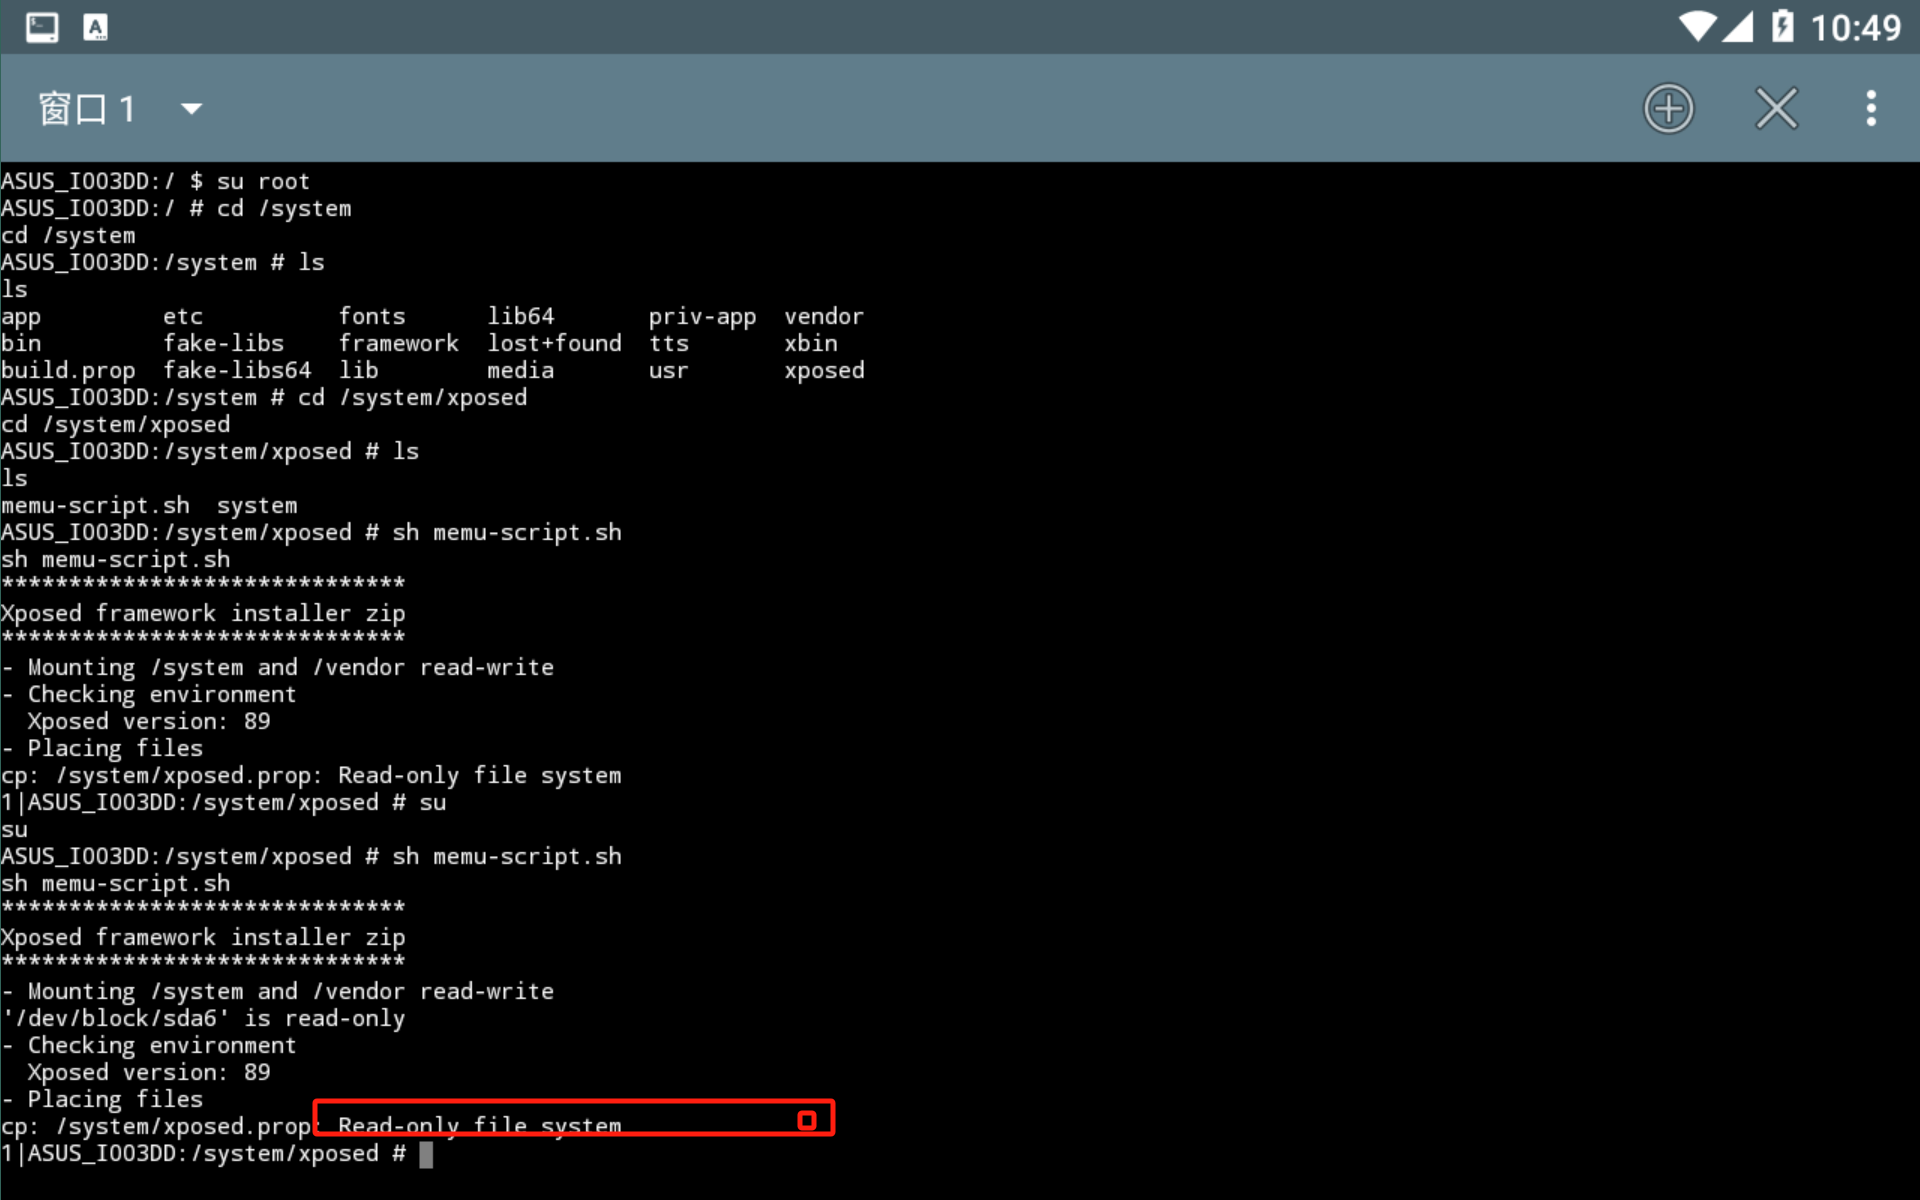 10:49
窗口 1
ASUS_I003DD:/ $ su root
ASUS_I003DD:/ # cd /system
cd /system
ASUS_I003DD:/system # ls
ls
app etc fonts lib64 priv-app vendor
bin fake-libs framework lost+found tts xbin
build.prop fake-libs64 lib media usr xposed
ASUS_I003DD:/system # cd /system/xposed
cd /system/xposed
ASUS_I003DD:/system/xposed # ls
ls
memu-script.sh system
ASUS_I003DD:/system/xposed # sh memu-script.sh
sh memu-script.sh
******************************
Xposed framework installer zip
******************************
- Mounting /system and /vendor read-write
- Checking environment
Xposed version: 89
- Placing files
cp: /system/xposed.prop: Read-only file system
1|ASUS_I003DD:/system/xposed # su
su
ASUS_I003DD:/system/xposed # sh memu-script.sh
sh memu-script.sh
******************************
Xposed framework installer zip
******************************
- Mounting /system and /vendor read-write
'/dev/block/sda6' is read-only
- Checking environment
Xposed version: 89
- Placing files
cp: /system/xposed.prop: Read-only file system
1|ASUS_I003DD:/system/xposed #